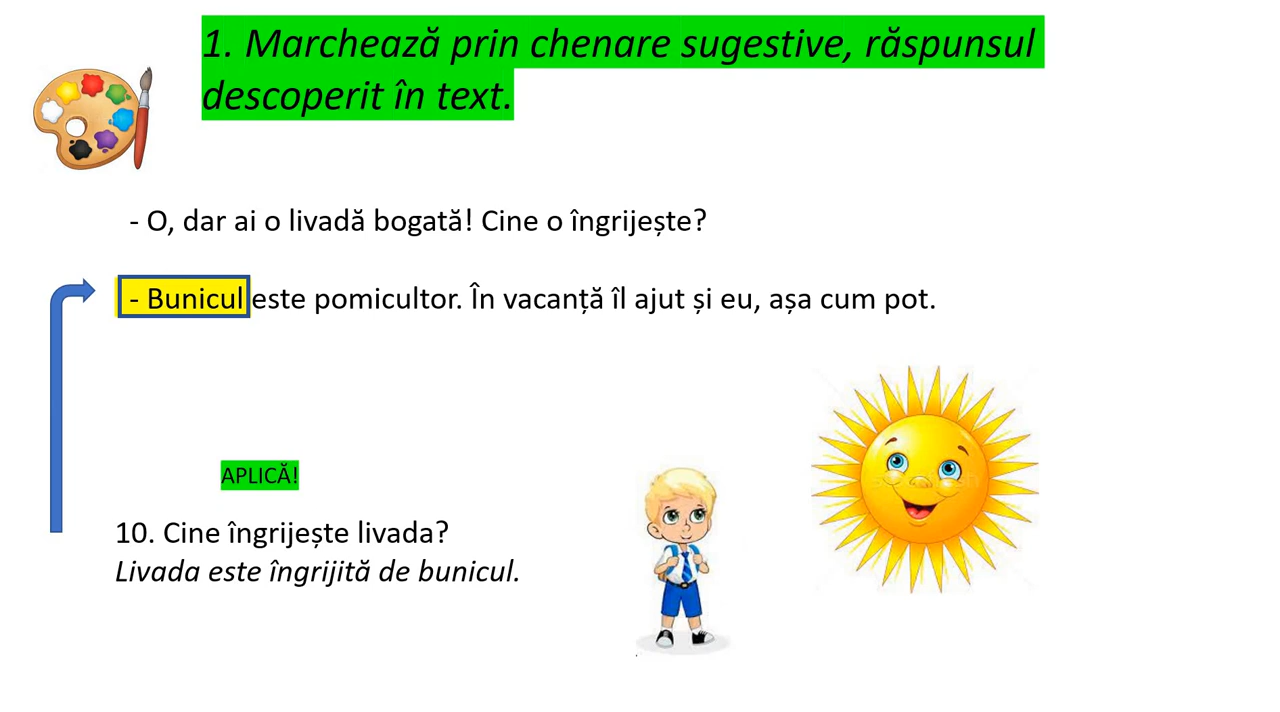 1. Marchează prin chenare sugestive, răspunsul
descoperit în text.
- O, dar ai o livadă bogată! Cine o îngrijește?
- Bunicul este pomicultor. În vacanță îl ajut și eu, așa cum pot.
APLICĂ!
10. Cine îngrijește livada?
Livada este îngrijită de bunicul.